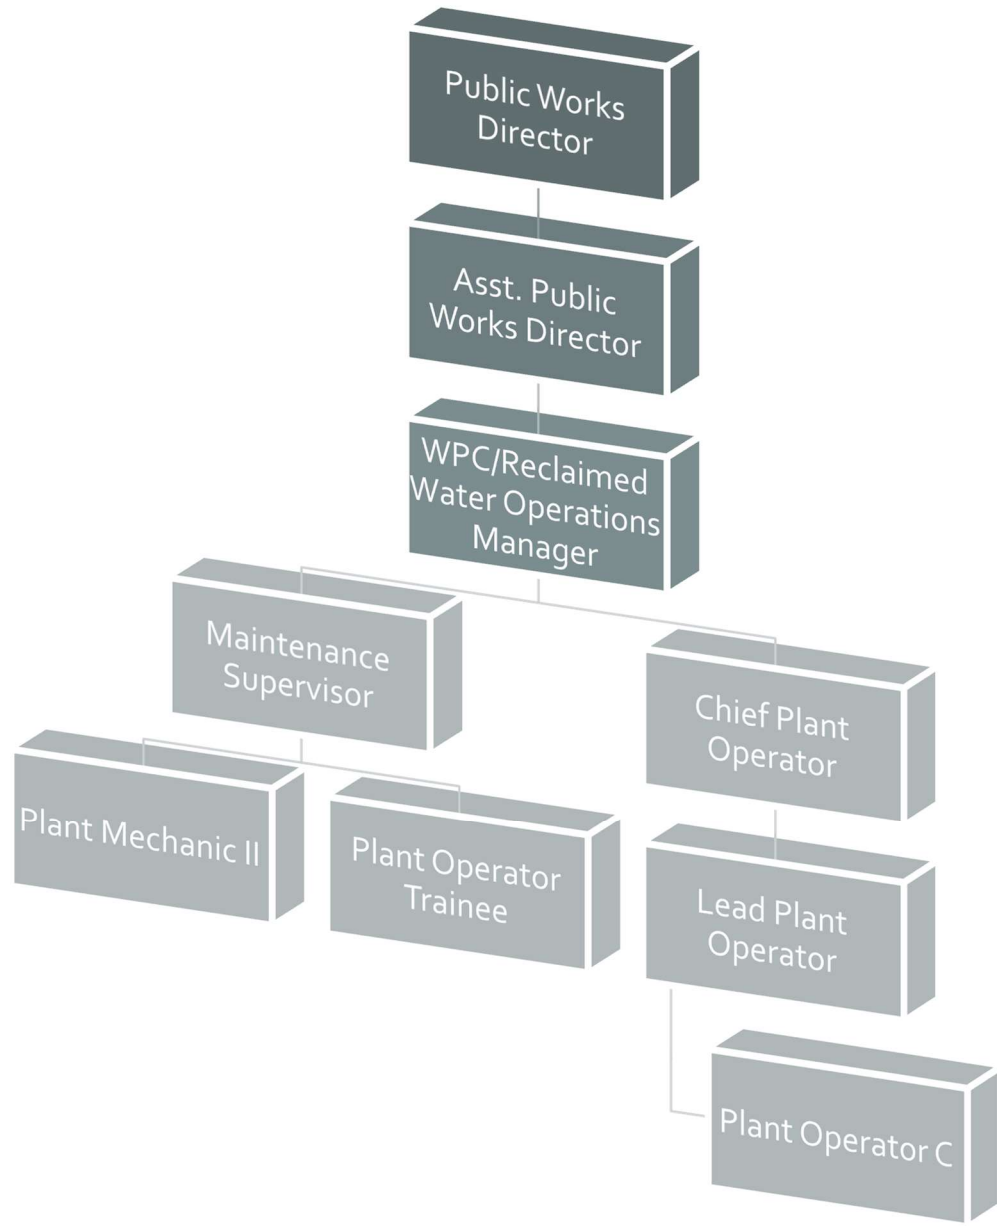 Public Works
Director
Asst. Public
Works Director
WPC/Reclaimed
Water Operations
Manager
Maintenance
Supervisor
Chief Plant
Operator
Plant Mechanic II
Plant Operator
Trainee
Lead Plant
Operator
Plant Operator C